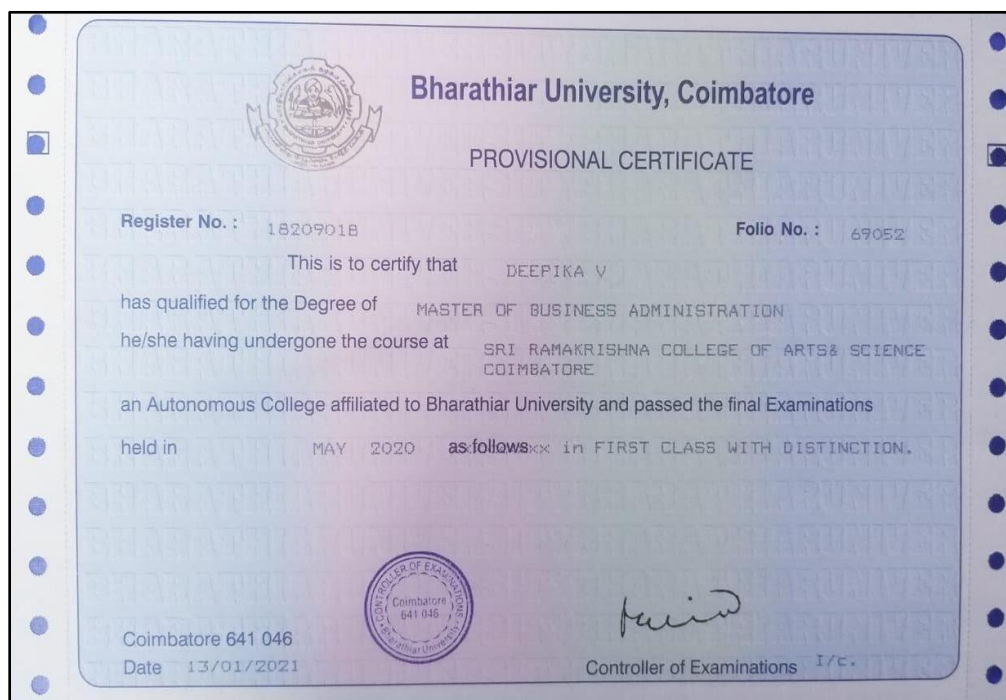 Bharathiar University, Coimbatore
PROVISIONAL CERTIFICATE
Register No. : 18209018 Folio No. : 69052
This is to certify that DEEPIKA V
has qualified for the Degree of MASTER OF BUSINESS ADMINISTRATION
he/she having undergone the course at SRI RAMAKRISHNA COLLEGE OF ARTS& SCIENCE
COIMBATORE
an Autonomous College affiliated to Bharathiar University and passed the final Examinations
held in MAY 2020 as follows xx in FIRST CLASS WITH DISTINCTION.
CONTROLLER OF EXAMINATIONS
Coimbatore
641 046
Bharathiar University
Coimbatore 641 046
Date 13/01/2021
Controller of Examinations I/c.